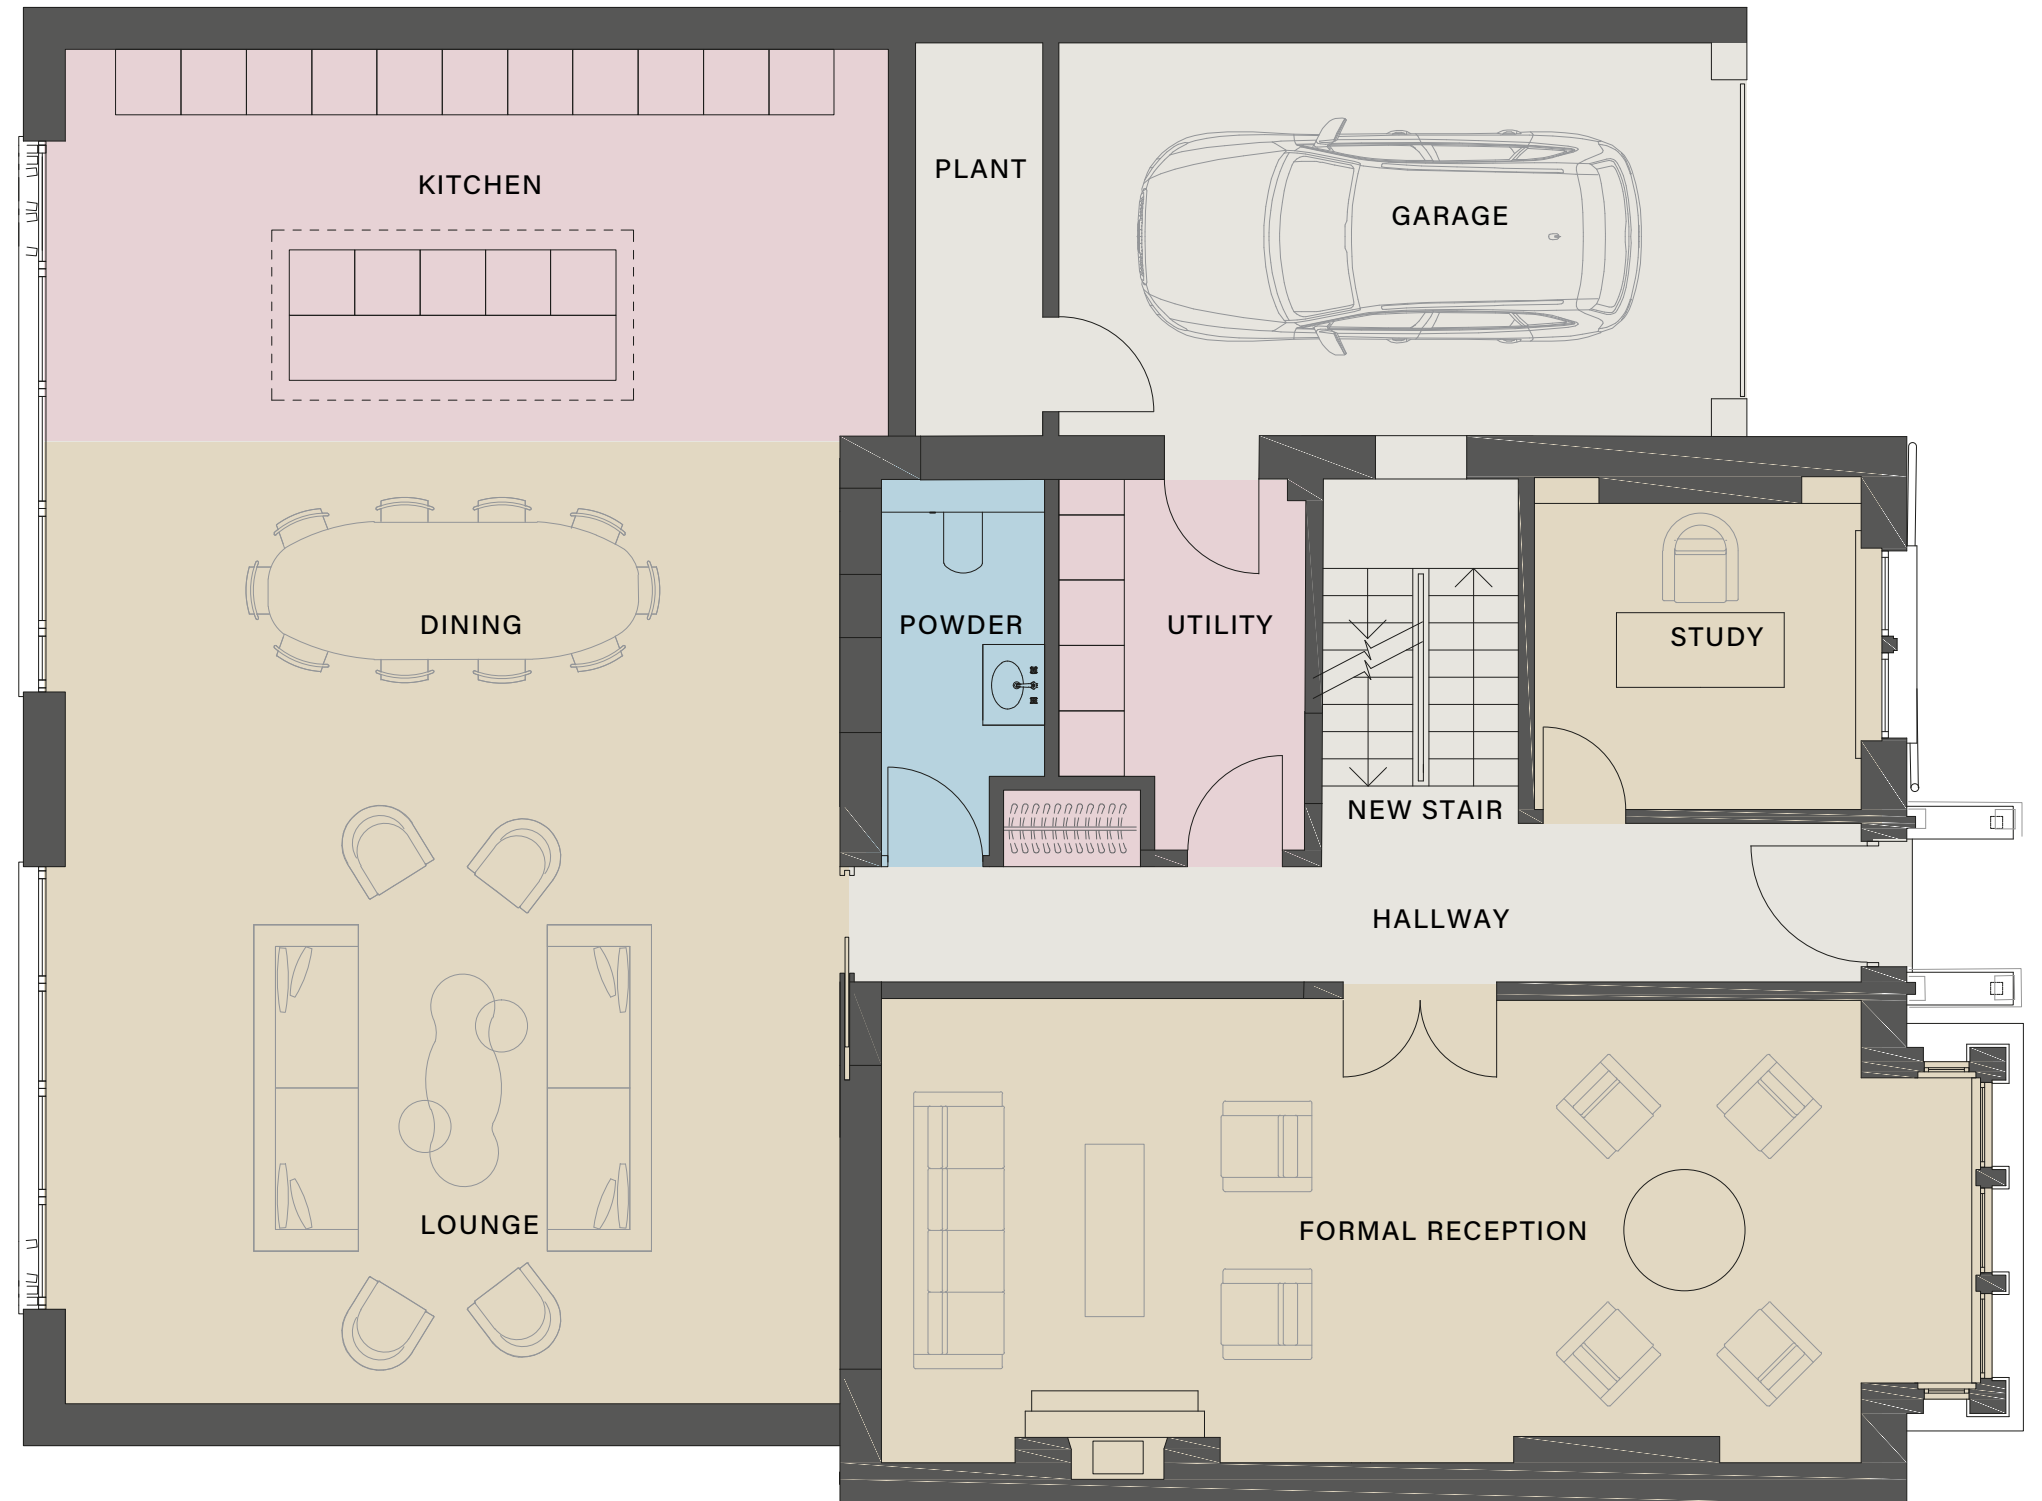 PLANT
KITCHEN
GARAGE
DINING
POWDER
UTILITY
STUDY
NEW STAIR
HALLWAY
LOUNGE
FORMAL RECEPTION